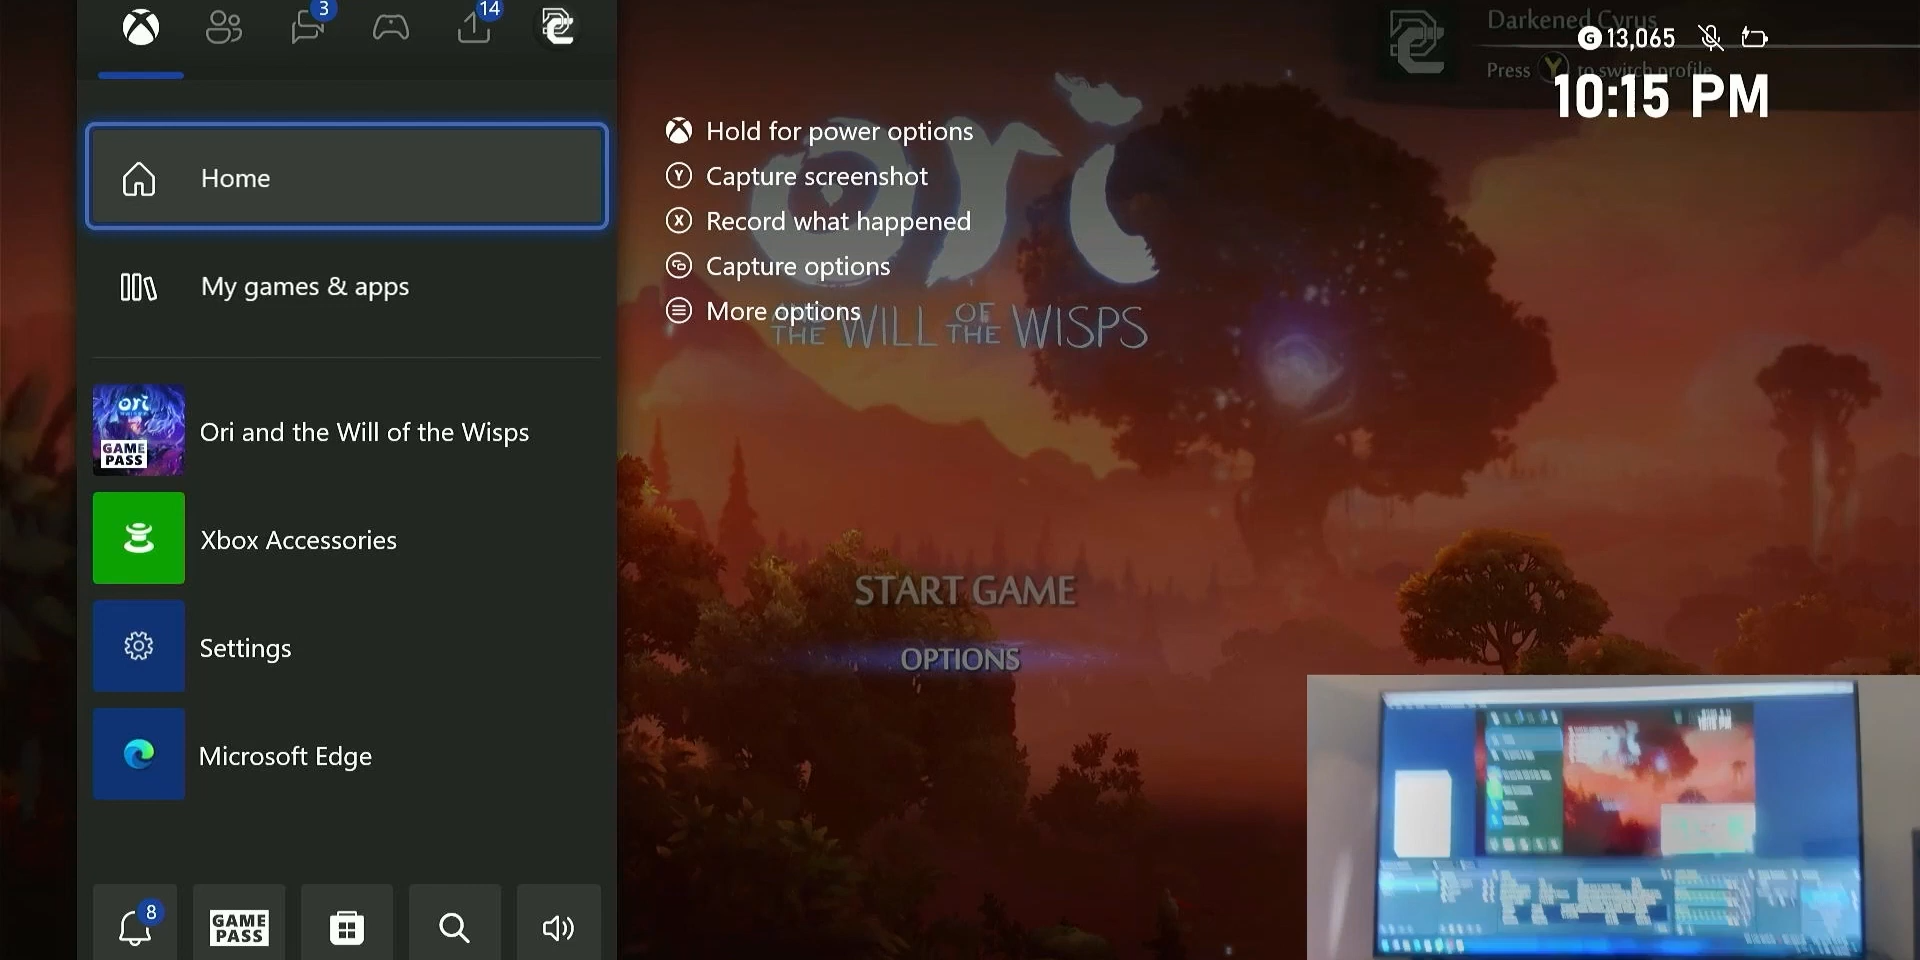 3
14
Darkened Cyrus
G 13,065
Press Y to switch profile
10:15 PM
Home
My games & apps
Hold for power options
Y Capture screenshot
X Record what happened
Capture options
More options
ori
AND
THE WILL OF THE WISPS
ori
GAME
PASS
Ori and the Will of the Wisps
Xbox Accessories
Settings
Microsoft Edge
START GAME
OPTIONS
8
GAME
PASS